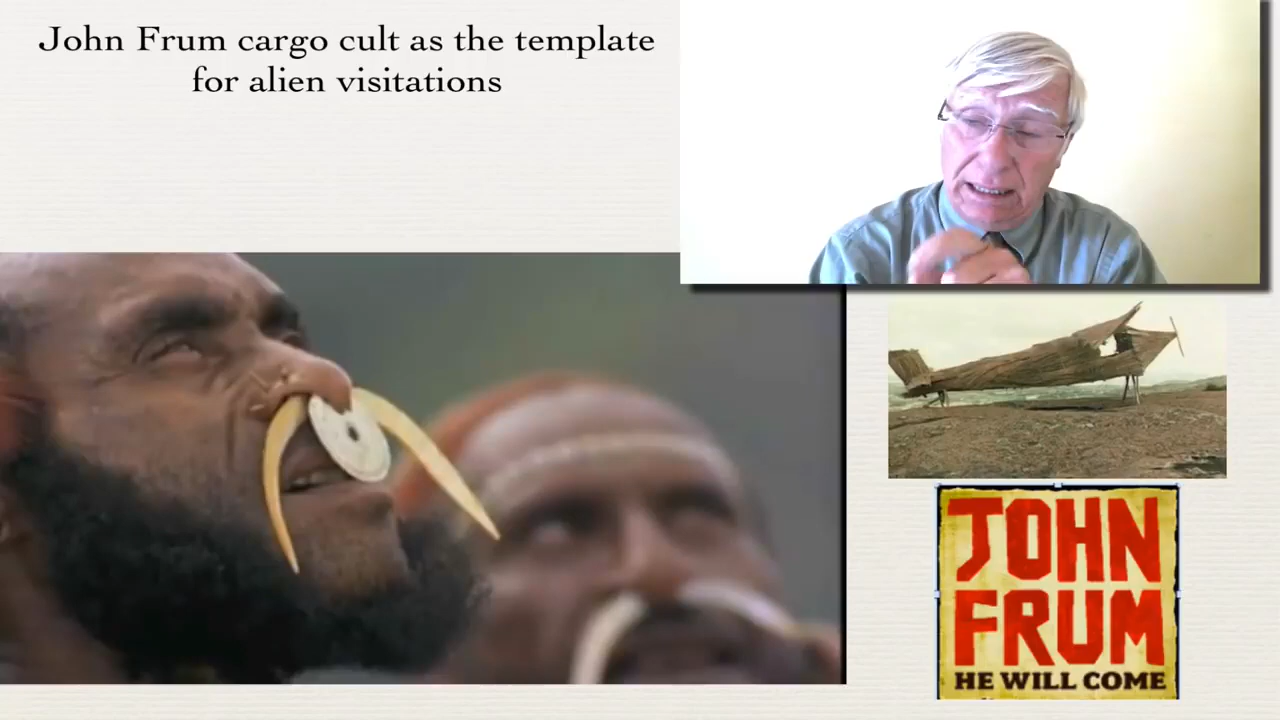 John Frum cargo cult as the template
for alien visitations
JOHN
FRUM
HE WILL COME